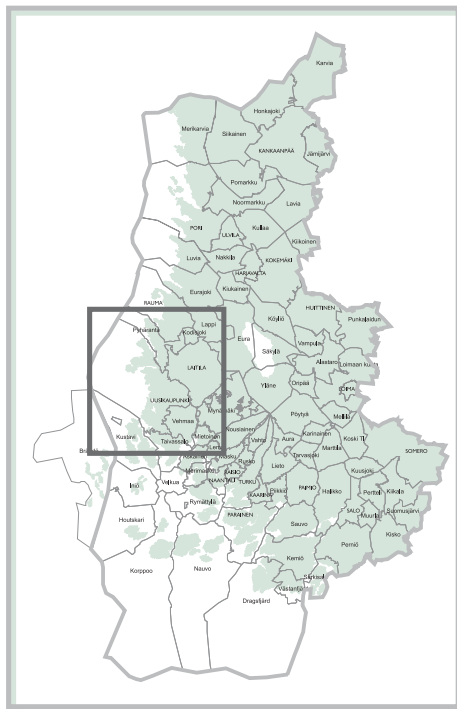 Karvia
Honkajoki
Merikarvia
Siikainen
KANKAANPÄÄ
Jämijärvi
Pomarkku
Noormarkku
Lavia
PORI
ULVILA
Kullaa
Kiikoinen
Luvia
Nakkila
KOKEMÄKI
HARJAVALTA
Eurajoki
Kiukainen
RAUMA
HUITTINEN
Punkalaidun
Köyliö
Lappi
Pyhäranta
Kodisjoki
Eura
Vampula
Säkylä
Alastaro
Loimaan kunta
LAITILA
Yläne
Oripää
LOIMA
UUSIKAUPUNKI
Mynämäki
Pöytyä
Mellilä
Vehmaa
Kustavi
Mietoinen
Nousiainen
Karinainen
Koski Tl
Taivassalo
Vahto
Aura
Marttila
SOMERO
Lemu
Masku
Tarvasjoki
Brändö
Askainen
Rusko
Lieto
Kuusjoki
Merimasku
RAISIO
Iniö
Velkua
NAANTALI
TURKU
Piikkiö
PAIMIO
Halikko
Pertteli
Kiikala
KAARINA
Rymättylä
SALO
Suomusjärvi
Houtskari
PARAINEN
Sauvo
Muurla
Kisko
Perniö
Korppoo
Nauvo
Kemiö
Särkisalo
Västanfjärd
Dragsfjärd